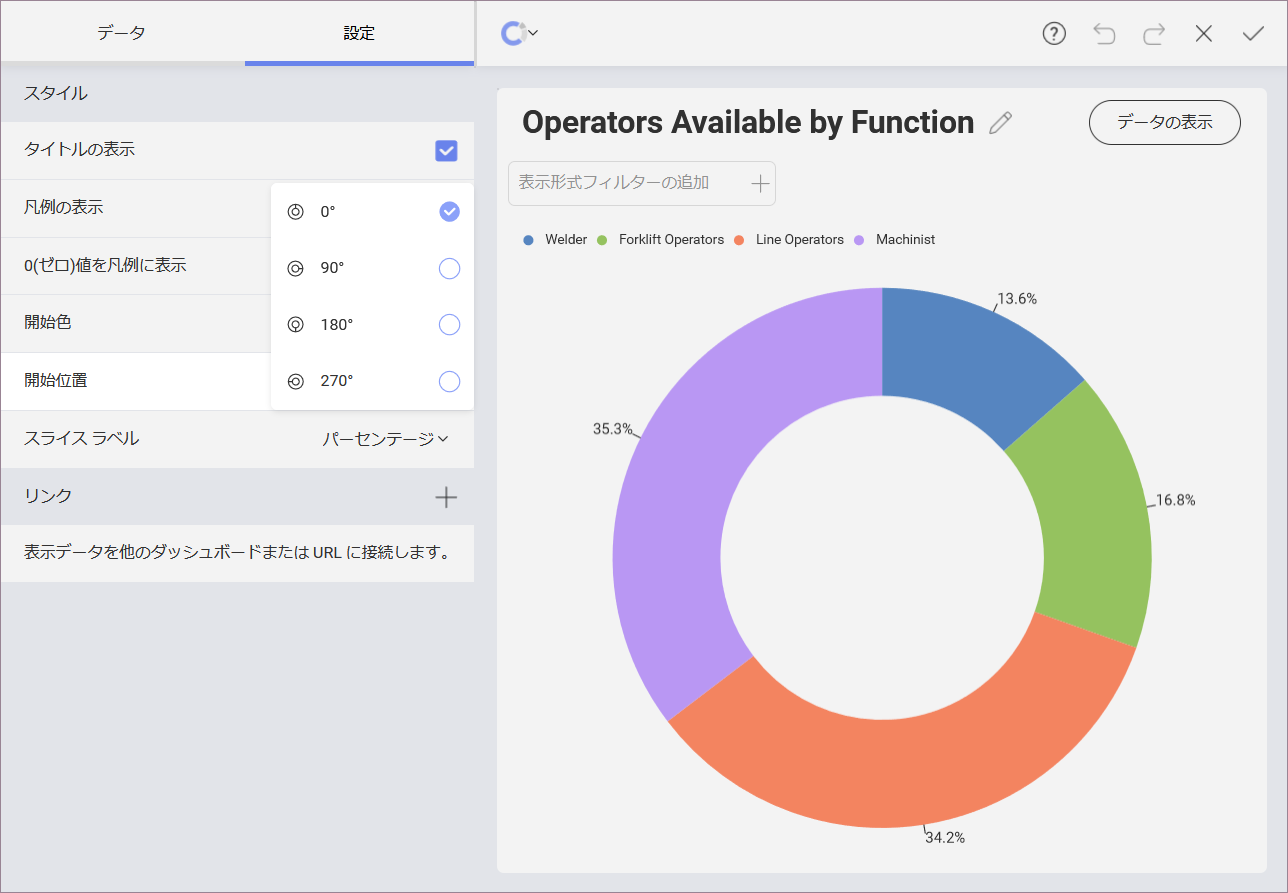 データ
設定
スタイル
タイトルの表示
凡例の表示
0(ゼロ)値を凡例に表示
開始色
開始位置
0°
90°
180°
270°
スライス ラベル
パーセンテージ
リンク
表示データを他のダッシュボードまたは URL に接続します。
Operators Available by Function
データの表示
表示形式フィルターの追加
Welder Forklift Operators Line Operators Machinist
13.6%
35.3%
16.8%
34.2%